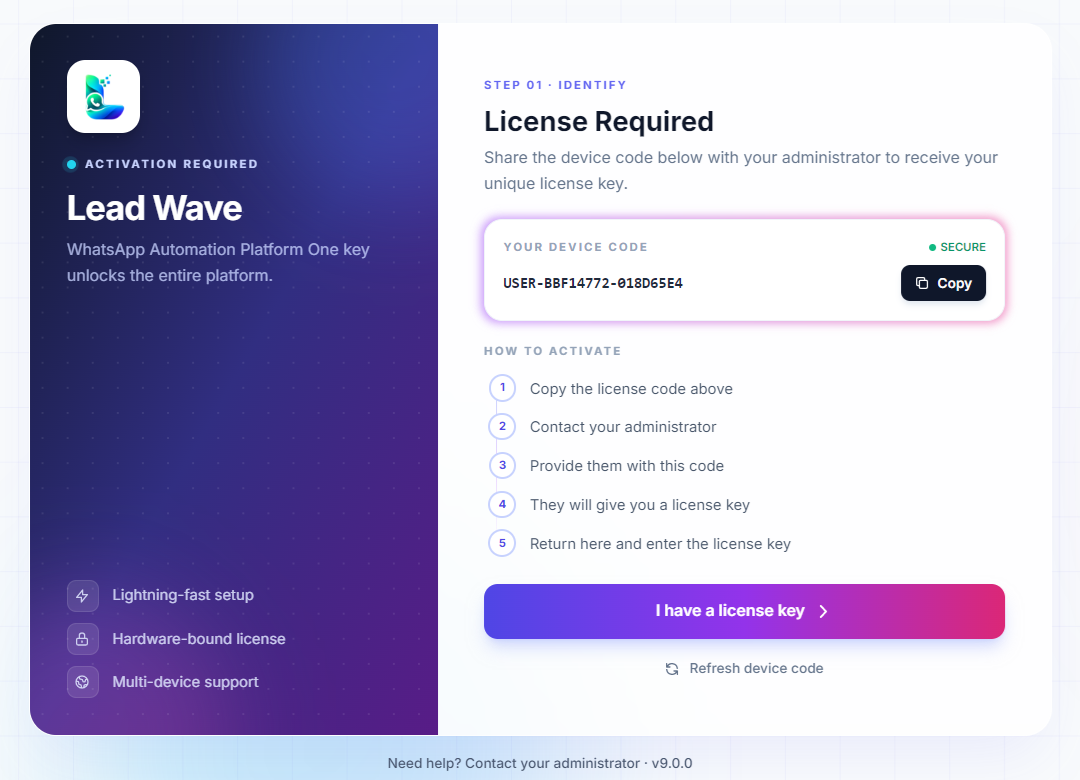 ACTIVATION REQUIRED
Lead Wave
WhatsApp Automation Platform One key
unlocks the entire platform.
Lightning-fast setup
Hardware-bound license
Multi-device support
STEP 01 · IDENTIFY
License Required
Share the device code below with your administrator to receive your
unique license key.
YOUR DEVICE CODE
SECURE
USER-BBF14772-018D65E4
Copy
HOW TO ACTIVATE
1 Copy the license code above
2 Contact your administrator
3 Provide them with this code
4 They will give you a license key
5 Return here and enter the license key
I have a license key
Refresh device code
Need help? Contact your administrator · v9.0.0